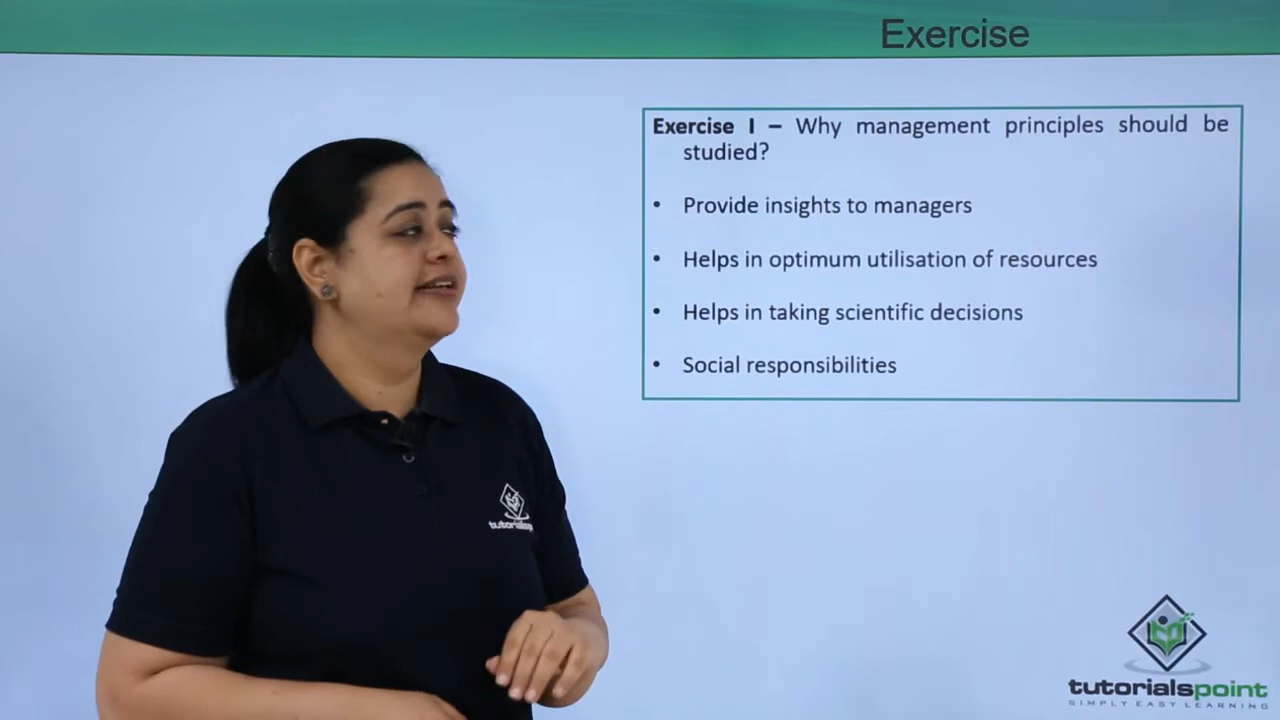 Exercise
Exercise I – Why management principles should be
studied?
• Provide insights to managers
• Helps in optimum utilisation of resources
• Helps in taking scientific decisions
• Social responsibilities
tutorialspoint
SIMPLY EASY LEARNING